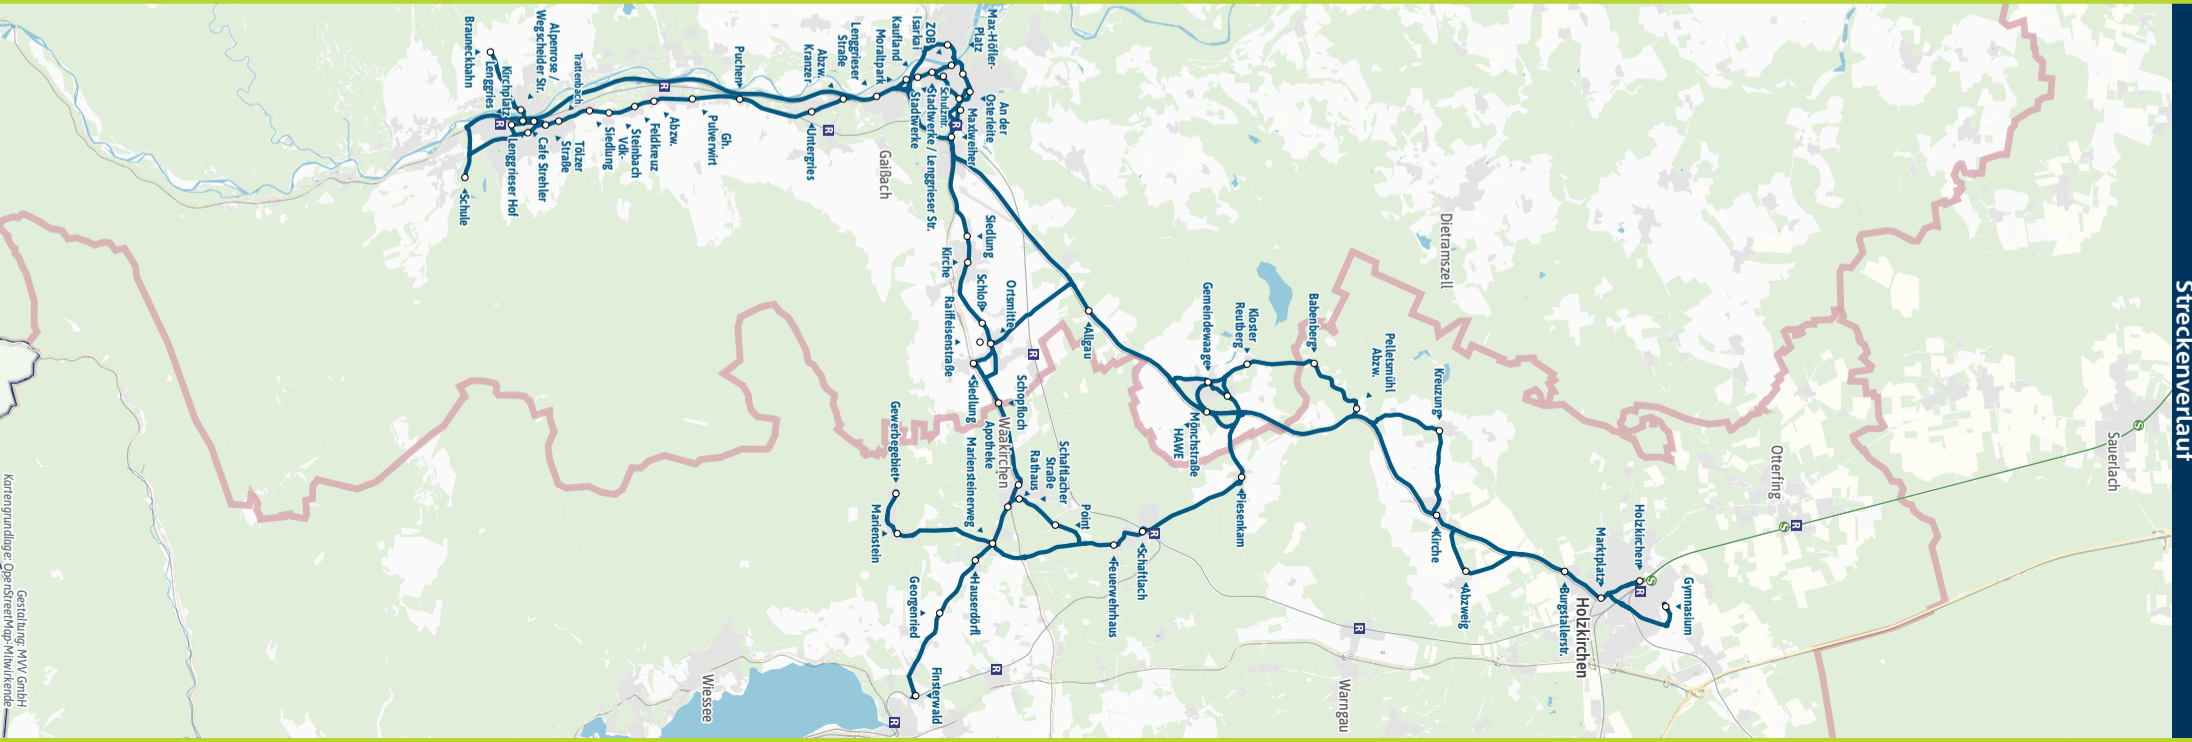 Streckenverlauf
Sauerlach
Otterfing
Gymnasium
Holzkirchen
Marktplatz
Holzkirchen
Burgstallerstr.
Abzweig
Kirche
Kreuzung
Pelletsmühl
Abzw.
Dietramszell
Babenberg
Kloster
Reutberg
Gemeindewaage
Mönchstraße
HAWE
Piesenkam
Warngau
Schaftlach
Feuerwehrhaus
Point
Schaftlacher
Straße
Rathaus
Allgau
Ortsmitte
Schopfloch
Waakirchen
Apotheke
Mariensteinerweg
Siedlung
Schloß
Siedlung
Kirche
Raiffeisenstraße
Hauserdörfl
Georgenried
Finsterwald
Gewerbegebiet
Marienstein
Wiessee
Max-Höfler-
Platz
An der
Osterleite
Maxlweiher
ZOB
Isarkai
Kaufland
Moraltpark
Schulzentr.
Stadtwerke / Lenggrieser Str.
Stadtwerke
Gaißach
Lenggrieser
Straße
Abzw.
Kranzer
Untergries
Puchen
Gh.
Pulverwirt
Abzw.
Feldkreuz
Steinbach
Vdk-
Siedlung
Trattenbach
Tölzer
Straße
Alpenrose /
Wegscheider Str.
Cafe Strehler
Lenggrieser Hof
Kirchplatz
Lenggries
Brauneckbahn
Schule
R
R
R
R
R
R
R
R
R
R
R
R
S
S
S
Gestaltung: MVV GmbH
Kartengrundlage: OpenStreetMap-Mitwirkende